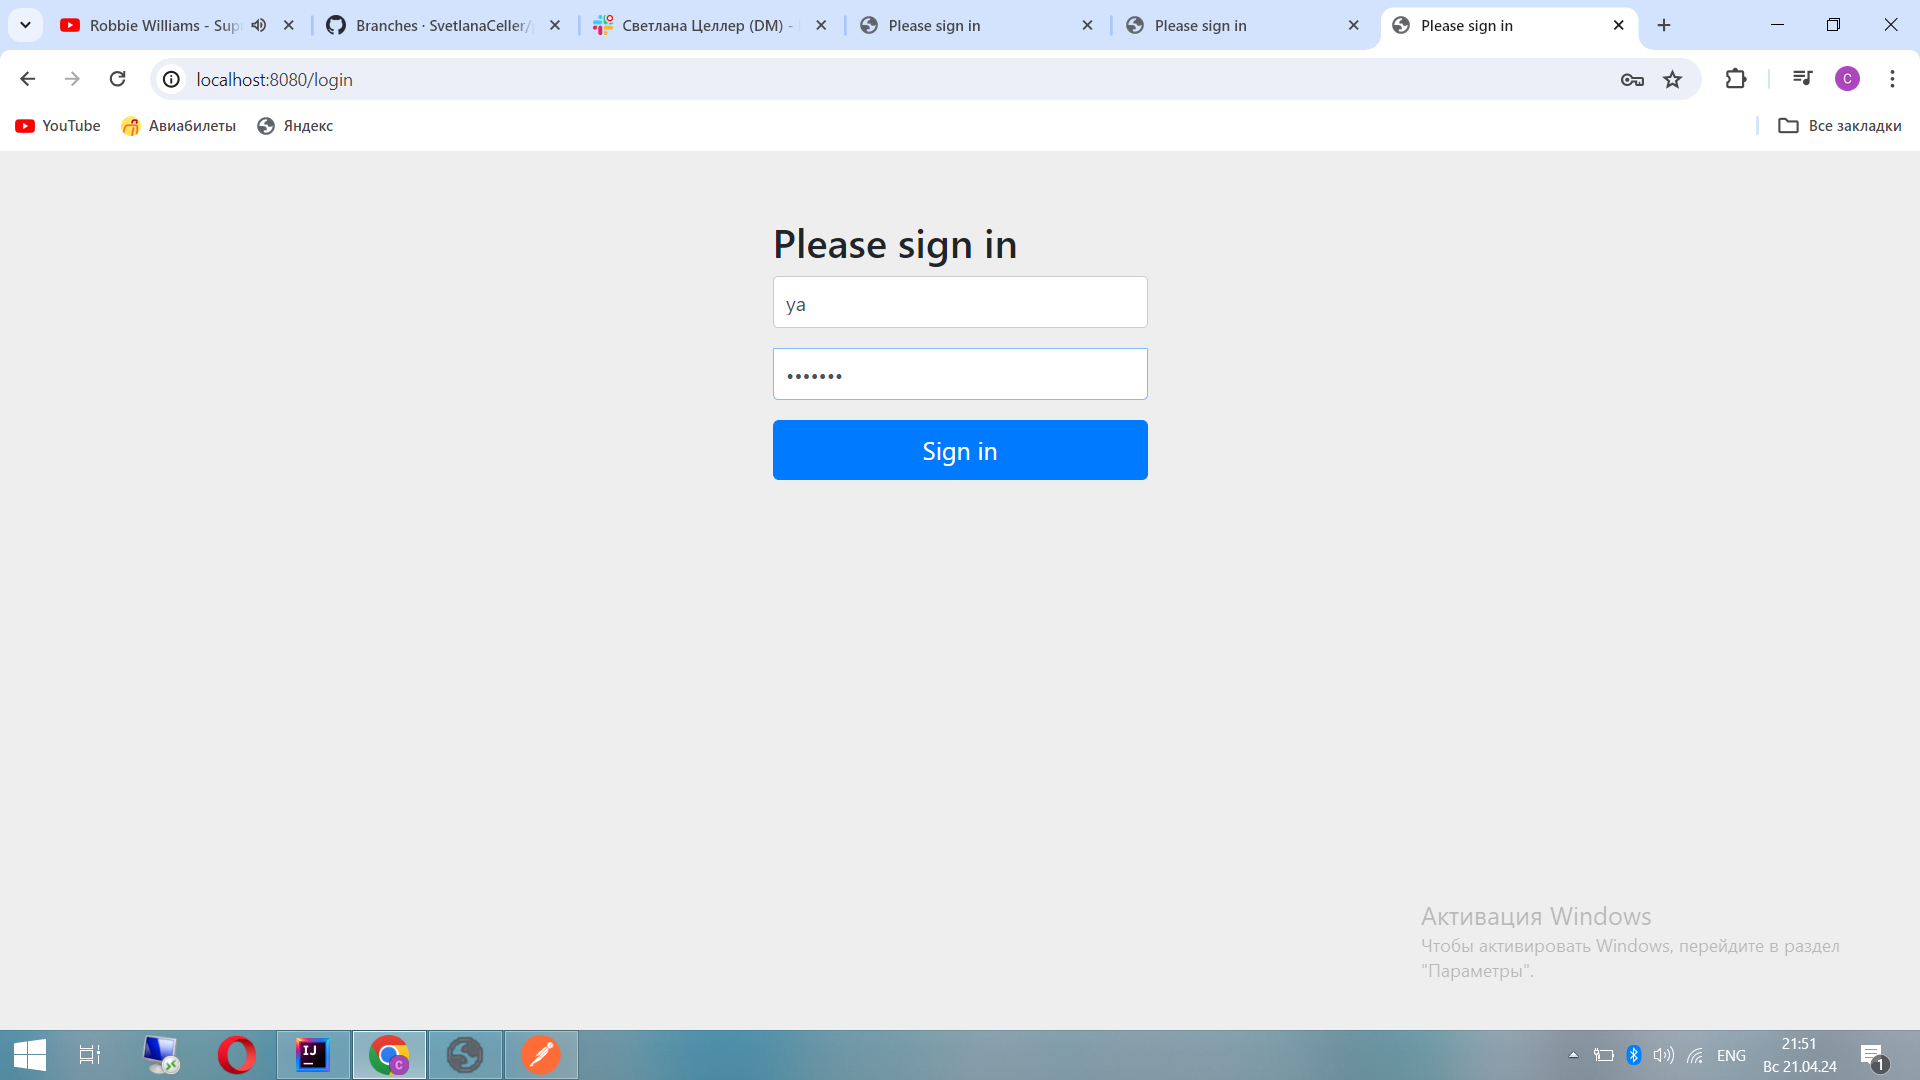 Robbie Williams - Sup
Branches · SvetlanaCeller/
Светлана Целлер (DM) -
Please sign in
Please sign in
Please sign in
localhost:8080/login
C
YouTube
Авиабилеты
Яндекс
Все закладки
Please sign in
ya
•••••••
Sign in
Активация Windows
Чтобы активировать Windows, перейдите в раздел
"Параметры".
IJ
C
ENG
21:51
Вс 21.04.24
1